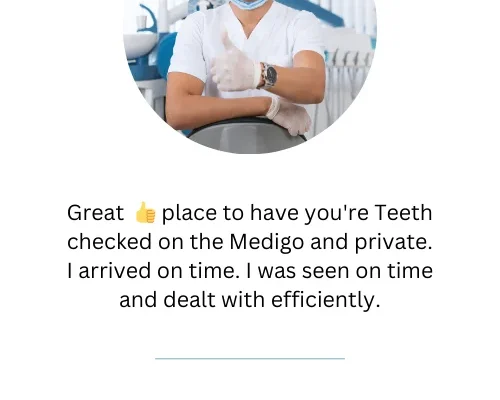 Great 👍 place to have you're Teeth
checked on the Medigo and private.
I arrived on time. I was seen on time
and dealt with efficiently.